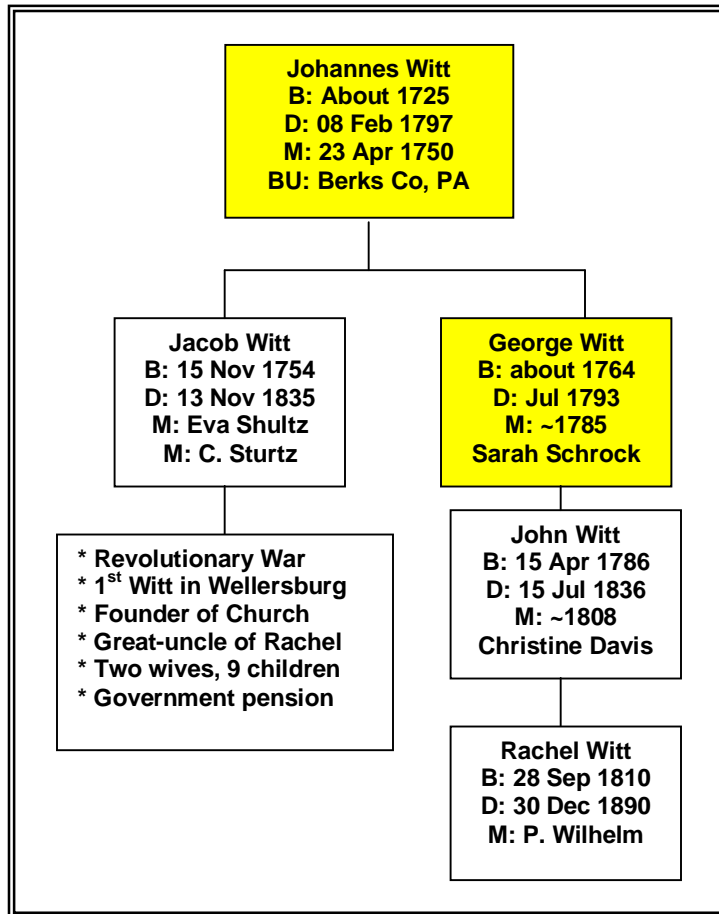 Johannes Witt
B: About 1725
D: 08 Feb 1797
M: 23 Apr 1750
BU: Berks Co, PA
Jacob Witt
B: 15 Nov 1754
D: 13 Nov 1835
M: Eva Shultz
M: C. Sturtz
George Witt
B: about 1764
D: Jul 1793
M: ~1785
Sarah Schrock
* Revolutionary War
* 1st Witt in Wellersburg
* Founder of Church
* Great-uncle of Rachel
* Two wives, 9 children
* Government pension
John Witt
B: 15 Apr 1786
D: 15 Jul 1836
M: ~1808
Christine Davis
Rachel Witt
B: 28 Sep 1810
D: 30 Dec 1890
M: P. Wilhelm